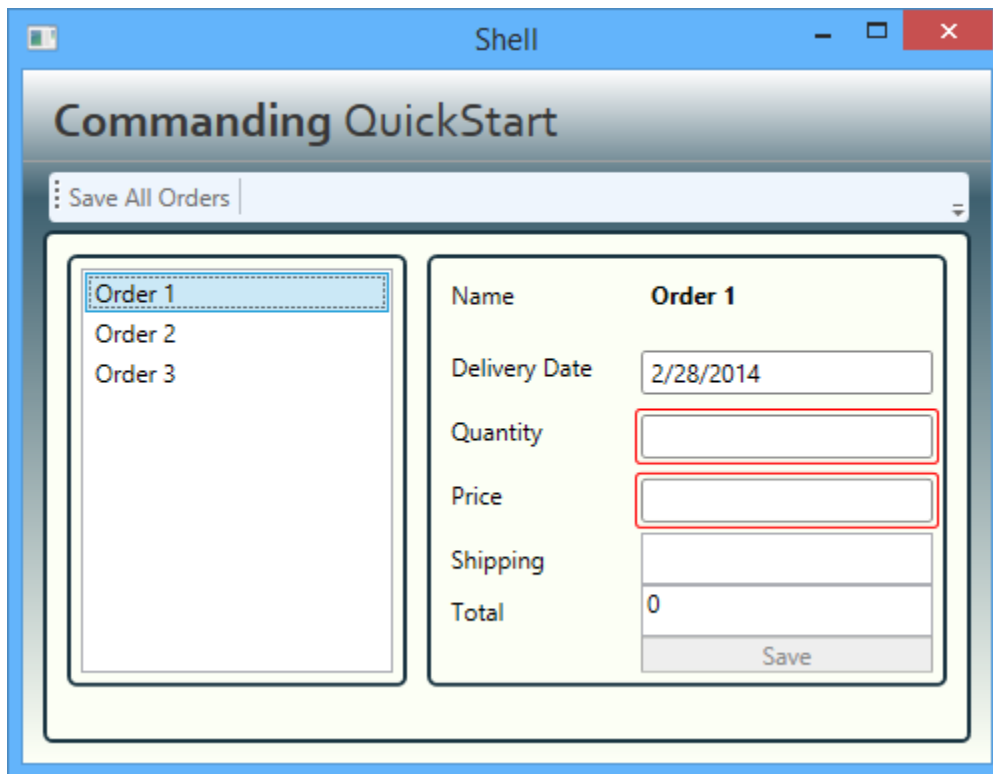 Shell
Commanding QuickStart
Save All Orders
Order 1
Order 2
Order 3
Name Order 1
Delivery Date 2/28/2014
Quantity
Price
Shipping
Total 0
Save